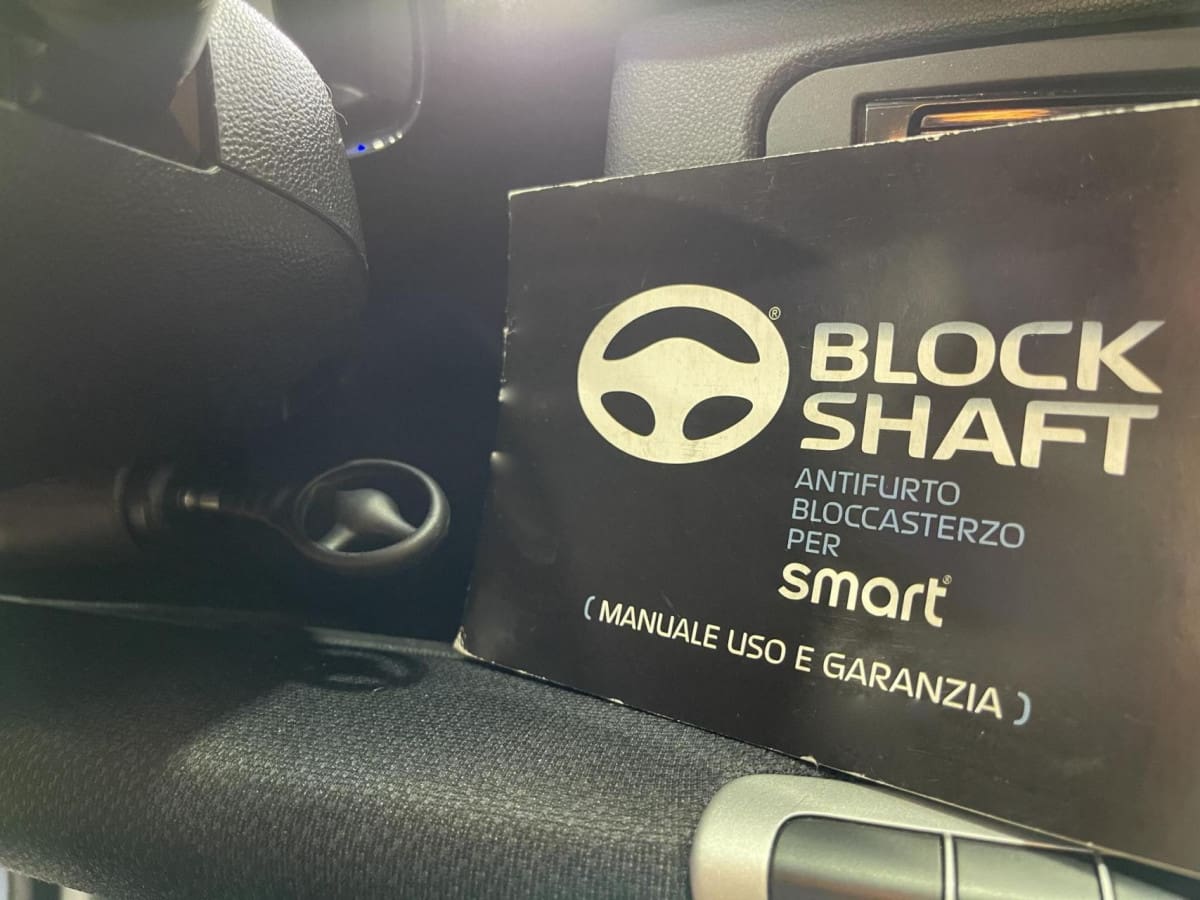 ®
BLOCK
SHAFT
ANTIFURTO
BLOCCASTERZO
PER
smart®
( MANUALE USO E GARANZIA )